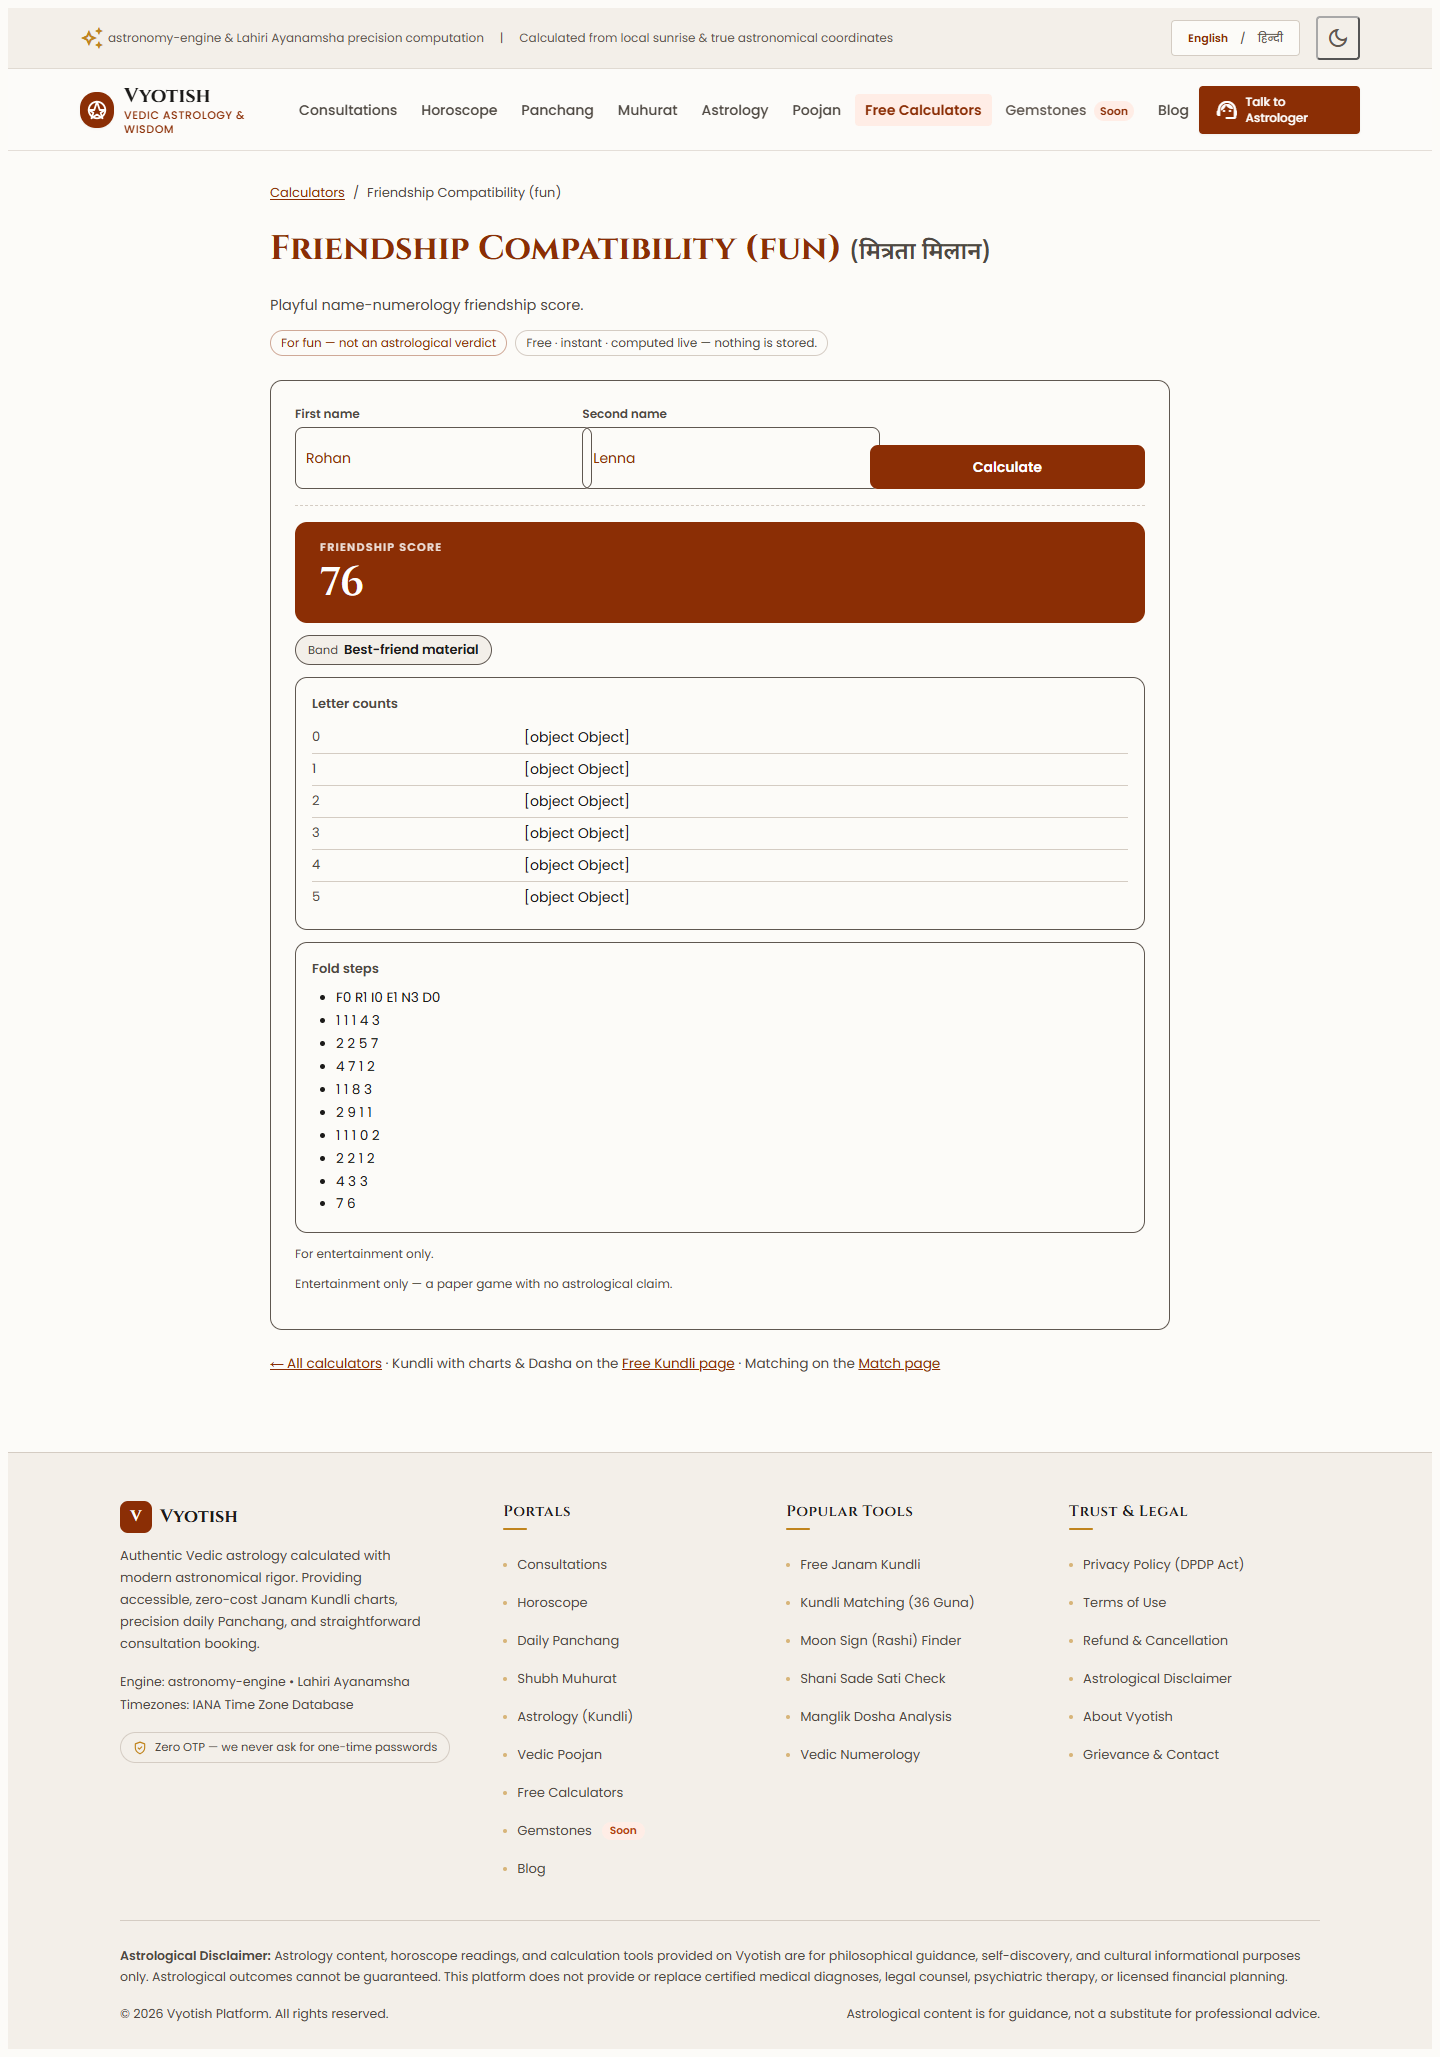 astronomy-engine & Lahiri Ayanamsha precision computation | Calculated from local sunrise & true astronomical coordinates
English / हिन्दी
Vyotish
VEDIC ASTROLOGY &
WISDOM
Consultations Horoscope Panchang Muhurat Astrology Poojan Free Calculators Gemstones Soon Blog
Talk to
Astrologer
Calculators / Friendship Compatibility (fun)
Friendship Compatibility (fun) (मित्रता मिलान)
Playful name-numerology friendship score.
For fun — not an astrological verdict
Free · instant · computed live — nothing is stored.
First name
Second name
Rohan
Lenna
Calculate
FRIENDSHIP SCORE
76
Band Best-friend material
Letter counts
0 [object Object]
1 [object Object]
2 [object Object]
3 [object Object]
4 [object Object]
5 [object Object]
Fold steps
F0 R1 I0 E1 N3 D0
1 1 1 4 3
2 2 5 7
4 7 1 2
1 1 8 3
2 9 1 1
1 1 1 0 2
2 2 1 2
4 3 3
7 6
For entertainment only.
Entertainment only — a paper game with no astrological claim.
← All calculators · Kundli with charts & Dasha on the Free Kundli page · Matching on the Match page
V Vyotish
Authentic Vedic astrology calculated with
modern astronomical rigor. Providing
accessible, zero-cost Janam Kundli charts,
precision daily Panchang, and straightforward
consultation booking.
Engine: astronomy-engine • Lahiri Ayanamsha
Timezones: IANA Time Zone Database
Zero OTP — we never ask for one-time passwords
Portals
Consultations
Horoscope
Daily Panchang
Shubh Muhurat
Astrology (Kundli)
Vedic Poojan
Free Calculators
Gemstones Soon
Blog
Popular Tools
Free Janam Kundli
Kundli Matching (36 Guna)
Moon Sign (Rashi) Finder
Shani Sade Sati Check
Manglik Dosha Analysis
Vedic Numerology
Trust & Legal
Privacy Policy (DPDP Act)
Terms of Use
Refund & Cancellation
Astrological Disclaimer
About Vyotish
Grievance & Contact
Astrological Disclaimer: Astrology content, horoscope readings, and calculation tools provided on Vyotish are for philosophical guidance, self-discovery, and cultural informational purposes
only. Astrological outcomes cannot be guaranteed. This platform does not provide or replace certified medical diagnoses, legal counsel, psychiatric therapy, or licensed financial planning.
© 2026 Vyotish Platform. All rights reserved.
Astrological content is for guidance, not a substitute for professional advice.